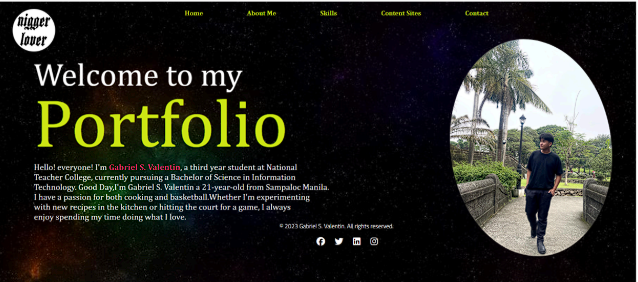 nigger
lover
Home
About Me
Skills
Content Sites
Contact
Welcome to my
Portfolio
Hello! everyone! I'm Gabriel S. Valentin, a third year student at National
Teacher College, currently pursuing a Bachelor of Science in Information
Technology. Good Day,I'm Gabriel S. Valentin a 21-year-old from Sampaloc Manila.
I have a passion for both cooking and basketball.Whether I'm experimenting
with new recipes in the kitchen or hitting the court for a game, I always
enjoy spending my time doing what I love.
© 2023 Gabriel S. Valentin. All rights reserved.